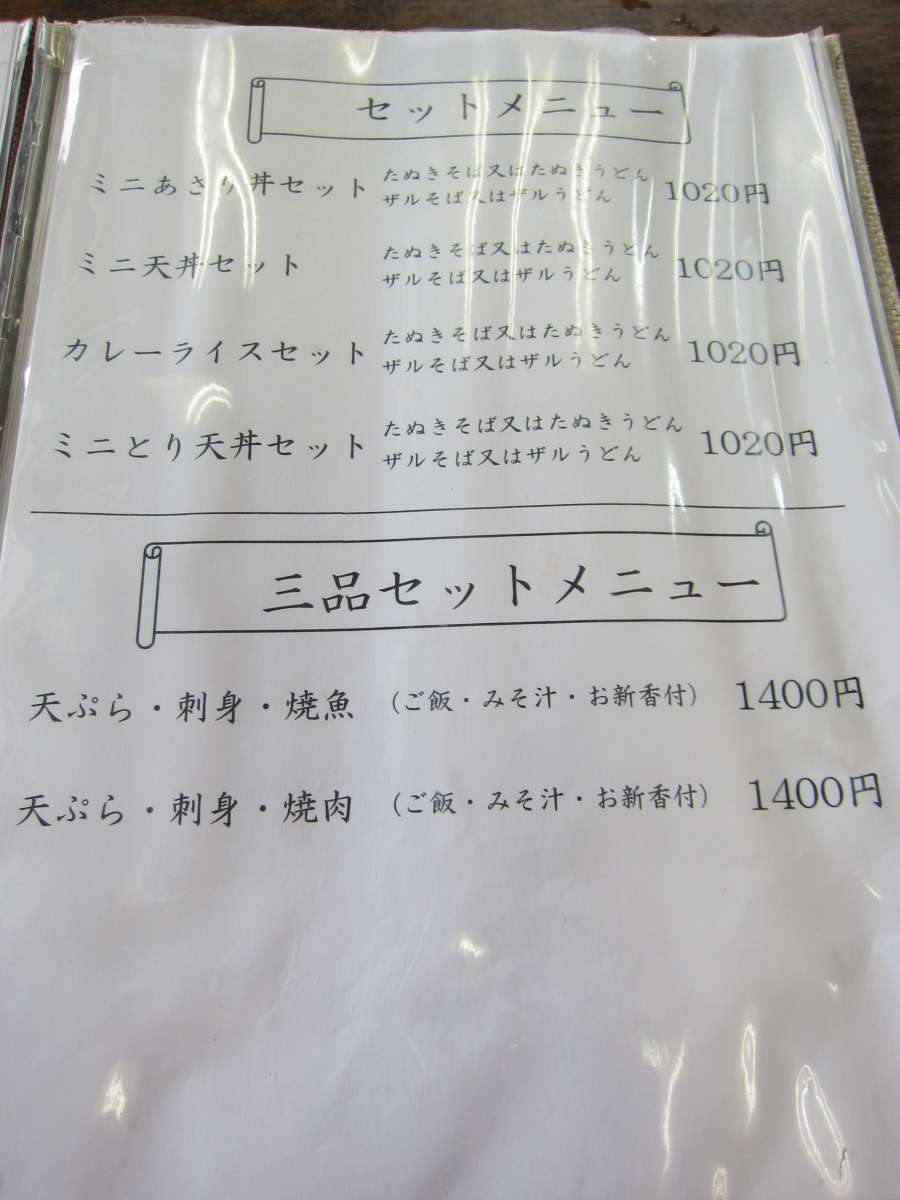 セットメニュー
ミニあさり丼セット たぬきそば又はたぬきうどん 1020円
ザルそば又はザルうどん
ミニ天丼セット たぬきそば又はたぬきうどん 1020円
ザルそば又はザルうどん
カレーライスセット たぬきそば又はたぬきうどん 1020円
ザルそば又はザルうどん
ミニとり天丼セット たぬきそば又はたぬきうどん 1020円
ザルそば又はザルうどん
三品セットメニュー
天ぷら・刺身・焼魚 (ご飯・みそ汁・お新香付) 1400円
天ぷら・刺身・焼肉 (ご飯・みそ汁・お新香付) 1400円